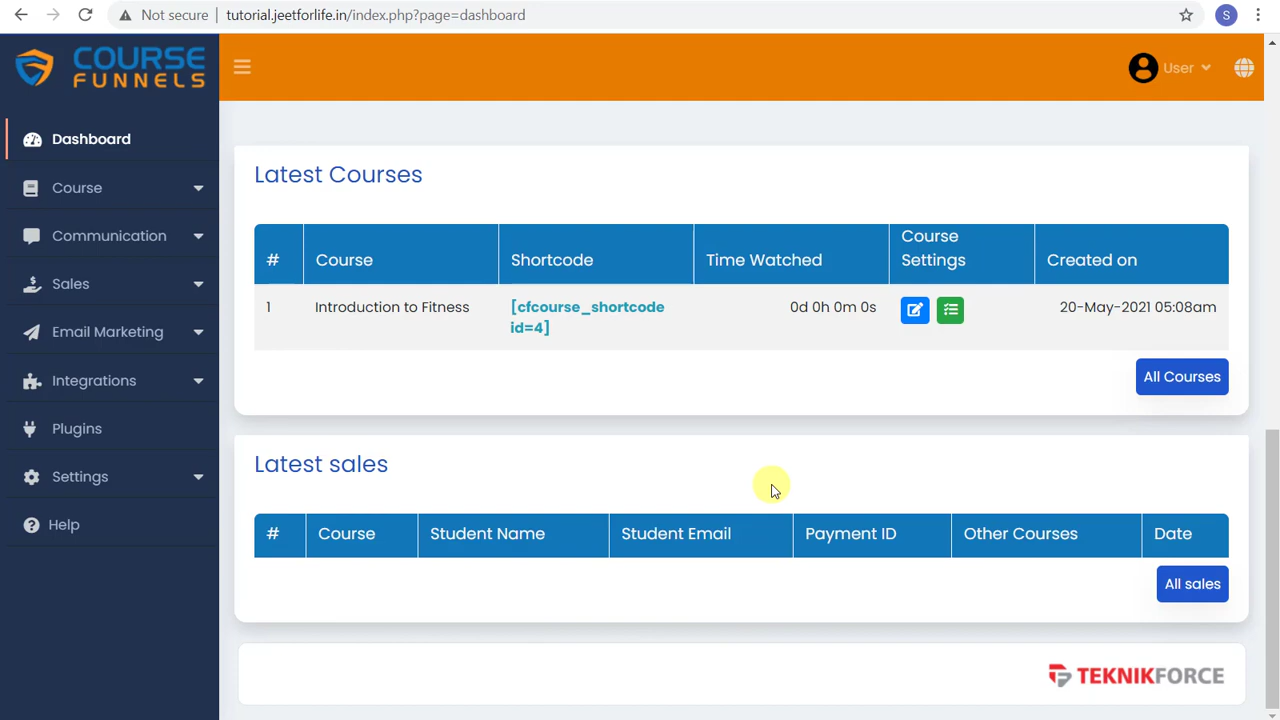 Not secure
tutorial.jeetforlife.in/index.php?page=dashboard
S
COURSE
FUNNELS
User
Dashboard
Course
Communication
Sales
Email Marketing
Integrations
Plugins
Settings
Help
Latest Courses
# Course Shortcode Time Watched Course Settings Created on
1 Introduction to Fitness [cfcourse_shortcode id=4] 0d 0h 0m 0s 20-May-2021 05:08am
All Courses
Latest sales
# Course Student Name Student Email Payment ID Other Courses Date
All sales
TEKNIKFORCE